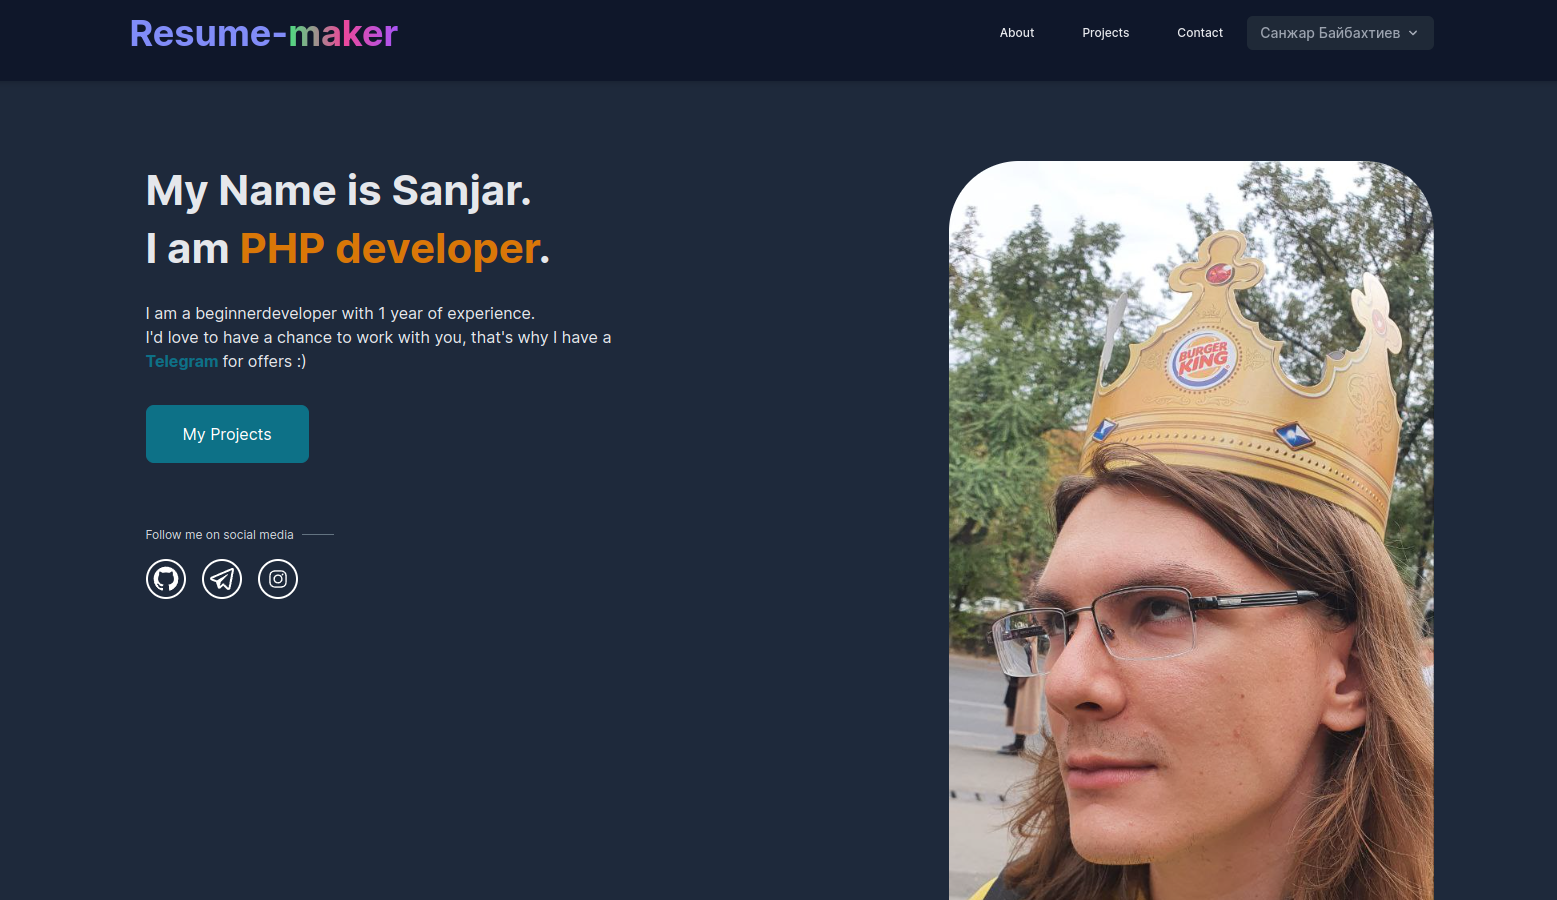 Resume-maker
About
Projects
Contact
Санжар Байбахтиев
My Name is Sanjar.
I am PHP developer.
I am a beginnerdeveloper with 1 year of experience.
I'd love to have a chance to work with you, that's why I have a
Telegram for offers :)
My Projects
Follow me on social media
BURGER
KING